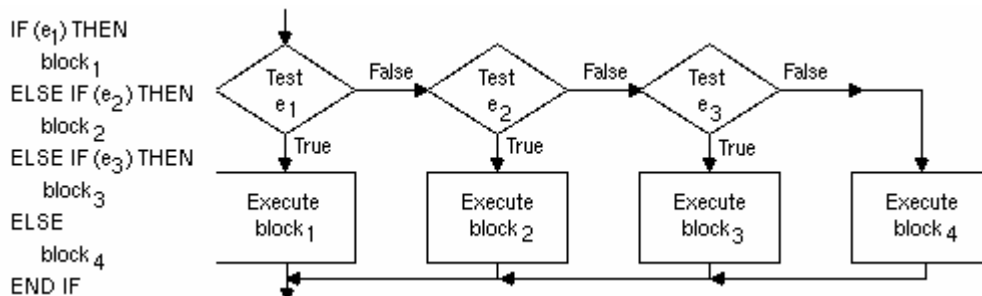 IF (e1) THEN
block1
ELSE IF (e2) THEN
block2
ELSE IF (e3) THEN
block3
ELSE
block4
END IF
Test
e1
False
Test
e2
False
Test
e3
False
True
True
True
Execute
block1
Execute
block2
Execute
block3
Execute
block4